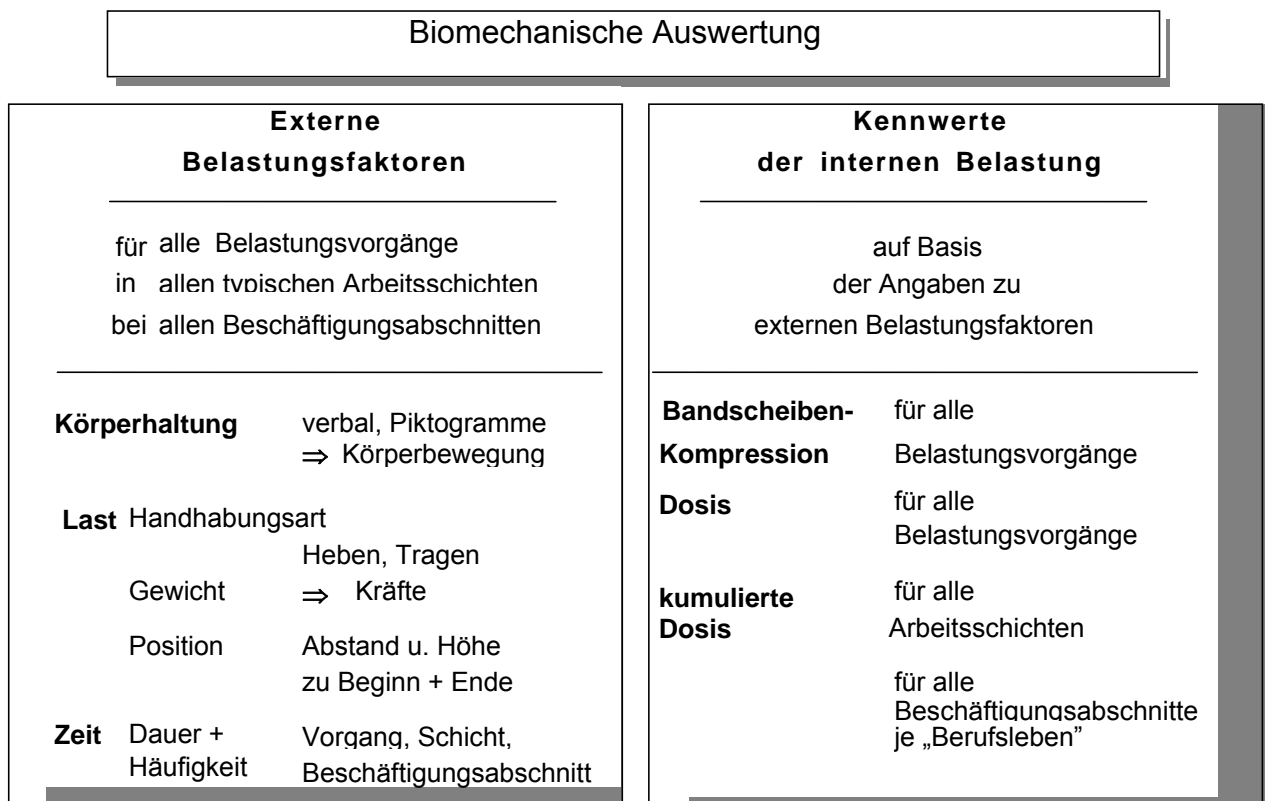 Biomechanische Auswertung
Externe
Belastungsfaktoren
für alle Belastungsvorgänge
in allen typischen Arbeitsschichten
bei allen Beschäftigungsabschnitten
Körperhaltung verbal, Piktogramme
⇒ Körperbewegung
Last Handhabungsart
Heben, Tragen
Gewicht ⇒ Kräfte
Position Abstand u. Höhe
zu Beginn + Ende
Zeit Dauer + Vorgang, Schicht,
Häufigkeit Beschäftigungsabschnitt
Kennwerte
der internen Belastung
auf Basis
der Angaben zu
externen Belastungsfaktoren
Bandscheiben- für alle
Kompression Belastungsvorgänge
Dosis für alle
Belastungsvorgänge
kumulierte für alle
Dosis Arbeitsschichten
für alle
Beschäftigungsabschnitte
je „Berufsleben”